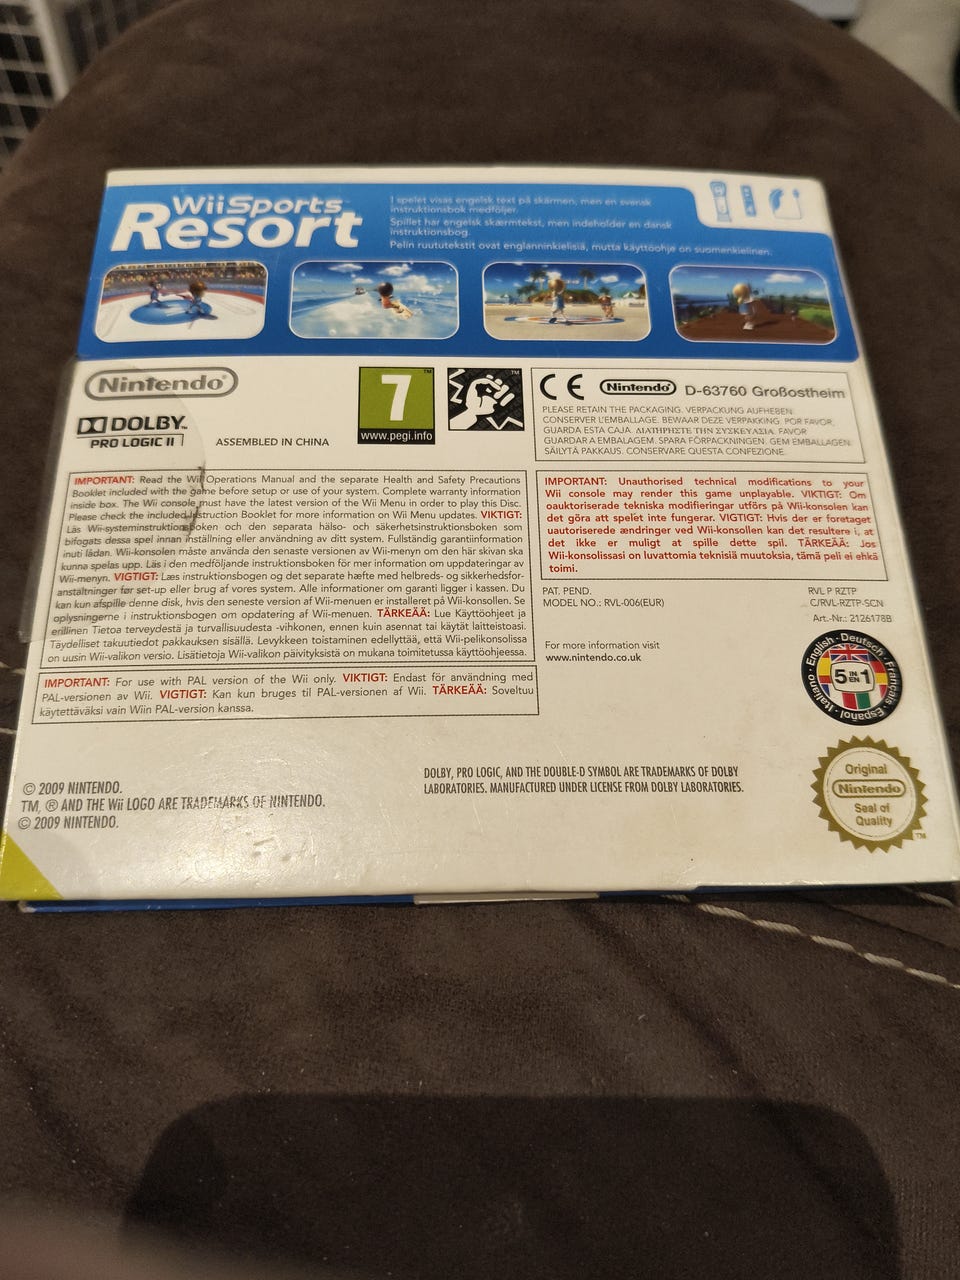 Wii Sports
Resort
I spelet visas engelsk text på skärmen, men en svensk
instruktionsbok medföljer.
Spillet har engelsk skærmtekst, men indeholder en dansk
instruktionsbog.
Pelin ruututekstit ovat englanninkielisiä, mutta käyttöohje on suomenkielinen.
Nintendo®
DOLBY™
PRO LOGIC II
ASSEMBLED IN CHINA
7
™
www.pegi.info
™
CE Nintendo® D-63760 Großostheim
PLEASE RETAIN THE PACKAGING. VERPACKUNG AUFHEBEN.
CONSERVER L'EMBALLAGE. BEWAAR DEZE VERPAKKING. POR FAVOR,
GUARDA ESTA CAJA. ΔΙΑΤΗΡΗΣΤΕ ΤΗΝ ΣΥΣΚΕΥΑΣΙΑ. FAVOR
GUARDAR A EMBALAGEM. SPARA FÖRPACKNINGEN. GEM EMBALLAGEN.
SÄILYTÄ PAKKAUS. CONSERVARE QUESTA CONFEZIONE.
IMPORTANT: Read the Wii Operations Manual and the separate Health and Safety Precautions
Booklet included with the game before setup or use of your system. Complete warranty information
inside box. The Wii console must have the latest version of the Wii Menu in order to play this Disc.
Please check the included Instruction Booklet for more information on Wii Menu updates. VIKTIGT:
Läs Wii-systeminstruktionsboken och den separata hälso- och säkerhetsinstruktionsboken som
bifogats dessa spel innan inställning eller användning av ditt system. Fullständig garantiinformation
inuti lådan. Wii-konsolen måste använda den senaste versionen av Wii-menyn om den här skivan ska
kunna spelas upp. Läs i den medföljande instruktionsboken för mer information om uppdateringar av
Wii-menyn. VIGTIGT: Læs instruktionsbogen og det separate hæfte med helbreds- og sikkerhedsfor-
anstaltninger før set-up eller brug af vores system. Alle informationer om garanti ligger i kassen. Du
kan kun afspille denne disk, hvis den seneste version af Wii-menuen er installeret på Wii-konsollen. Se
oplysningerne i instruktionsbogen om opdatering af Wii-menuen. TÄRKEÄÄ: Lue Käyttöohjeet ja
erillinen Tietoa terveydestä ja turvallisuudesta -vihkonen, ennen kuin asennat tai käytät laitteistoasi.
Täydelliset takuutiedot pakkauksen sisällä. Levykkeen toistaminen edellyttää, että Wii-pelikonsolissa
on uusin Wii-valikon versio. Lisätietoja Wii-valikon päivityksistä on mukana toimitetussa käyttöohjeessa.
IMPORTANT: Unauthorised technical modifications to your
Wii console may render this game unplayable. VIKTIGT: Om
oauktoriserade tekniska modifieringar utförs på Wii-konsolen kan
det göra att spelet inte fungerar. VIGTIGT: Hvis der er foretaget
uautoriserede ændringer ved Wii-konsollen kan det resultere i, at
det ikke er muligt at spille dette spil. TÄRKEÄÄ: Jos
Wii-konsolissasi on luvattomia teknisiä muutoksia, tämä peli ei ehkä
toimi.
PAT. PEND.
MODEL NO.: RVL-006(EUR)
RVL P RZTP
C/RVL-RZTP-SCN
Art.-Nr.: 2126178B
For more information visit
www.nintendo.co.uk
English · Deutsch · Français · Español · Italiano
5 IN EN 1
IMPORTANT: For use with PAL version of the Wii only. VIKTIGT: Endast för användning med
PAL-versionen av Wii. VIGTIGT: Kan kun bruges til PAL-versionen af Wii. TÄRKEÄÄ: Soveltuu
käytettäväksi vain Wiin PAL-version kanssa.
© 2009 NINTENDO.
TM, ® AND THE Wii LOGO ARE TRADEMARKS OF NINTENDO.
© 2009 NINTENDO.
DOLBY, PRO LOGIC, AND THE DOUBLE-D SYMBOL ARE TRADEMARKS OF DOLBY
LABORATORIES. MANUFACTURED UNDER LICENSE FROM DOLBY LABORATORIES.
Original
Nintendo®
Seal of
Quality
™